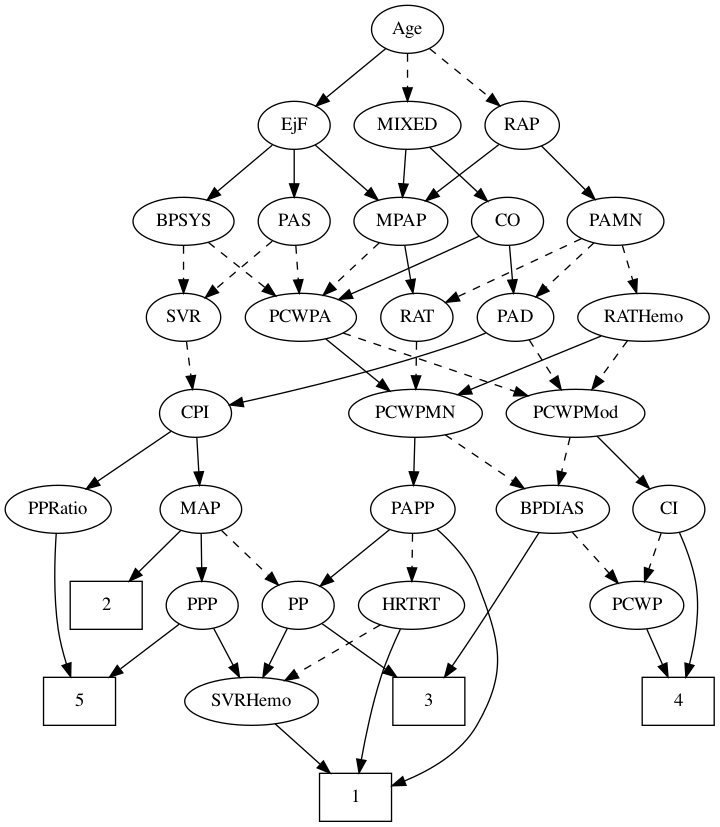 Age
EjF
MIXED
RAP
BPSYS
PAS
MPAP
CO
PAMN
SVR
PCWPA
RAT
PAD
RATHemo
CPI
PCWPMN
PCWPMod
PPRatio
MAP
PAPP
BPDIAS
CI
2
PPP
PP
HRTRT
PCWP
5
SVRHemo
3
4
1